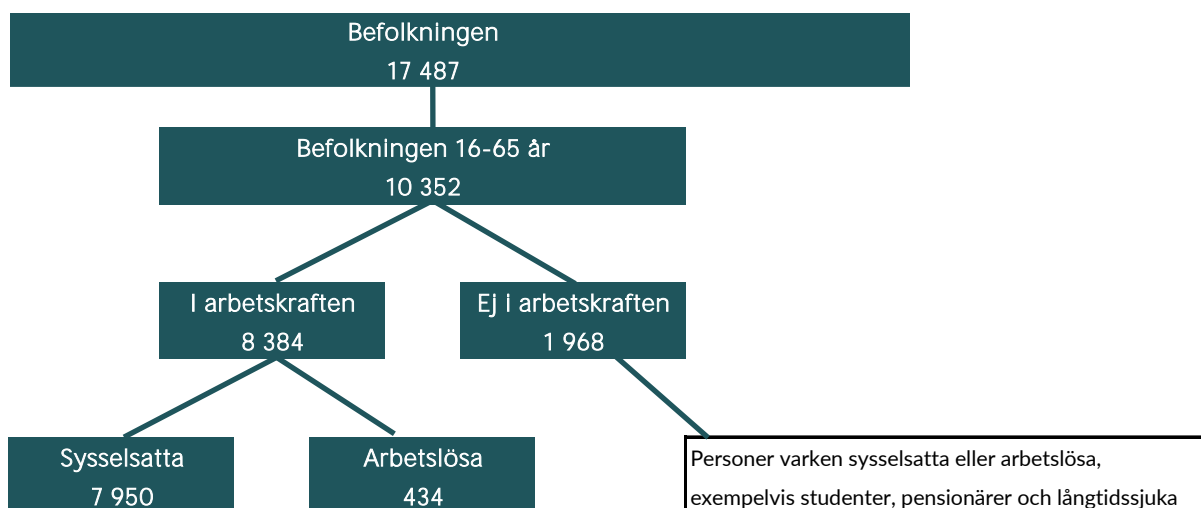 Befolkningen
17 487
Befolkningen 16-65 år
10 352
I arbetskraften
8 384
Ej i arbetskraften
1 968
Sysselsatta
7 950
Arbetslösa
434
Personer varken sysselsatta eller arbetslösa,
exempelvis studenter, pensionärer och långtidssjuka